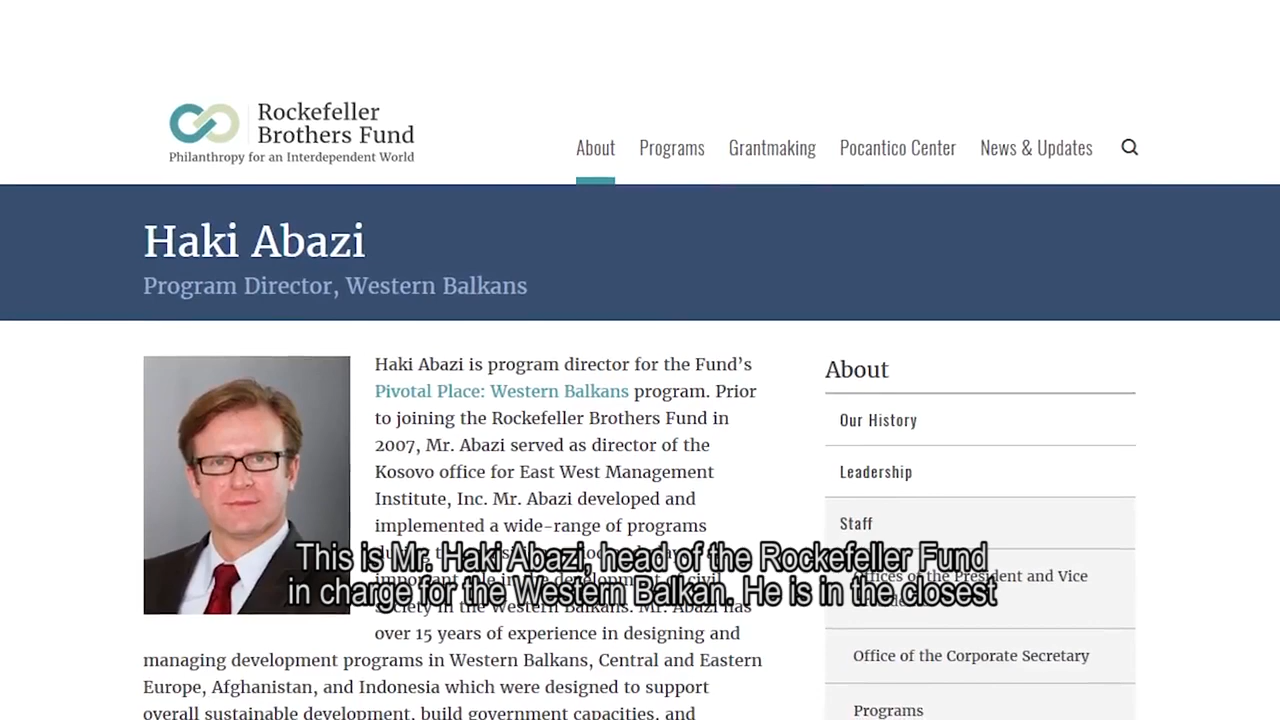 Rockefeller
Brothers Fund
Philanthropy for an Interdependent World
About
Programs
Grantmaking
Pocantico Center
News & Updates
Haki Abazi
Program Director, Western Balkans
Haki Abazi is program director for the Fund’s
Pivotal Place: Western Balkans program. Prior
to joining the Rockefeller Brothers Fund in
2007, Mr. Abazi served as director of the
Kosovo office for East West Management
Institute, Inc. Mr. Abazi developed and
implemented a wide-range of programs
important role in the development of civil
society in the Western Balkans. Mr. Abazi has
over 15 years of experience in designing and
managing development programs in Western Balkans, Central and Eastern
Europe, Afghanistan, and Indonesia which were designed to support
overall sustainable development, build government capacities, and
About
Our History
Leadership
Staff
Offices of the President and Vice
Office of the Corporate Secretary
Programs
This is Mr. Haki Abazi, head of the Rockefeller Fund
in charge for the Western Balkan. He is in the closest